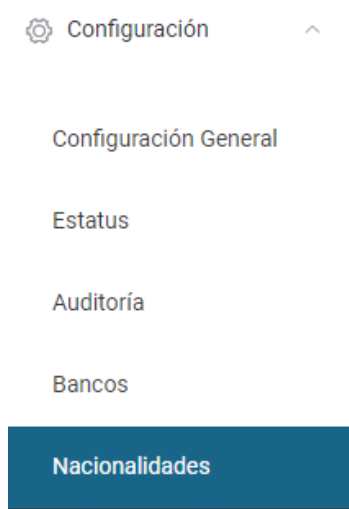 Configuración
Configuración General
Estatus
Auditoría
Bancos
Nacionalidades